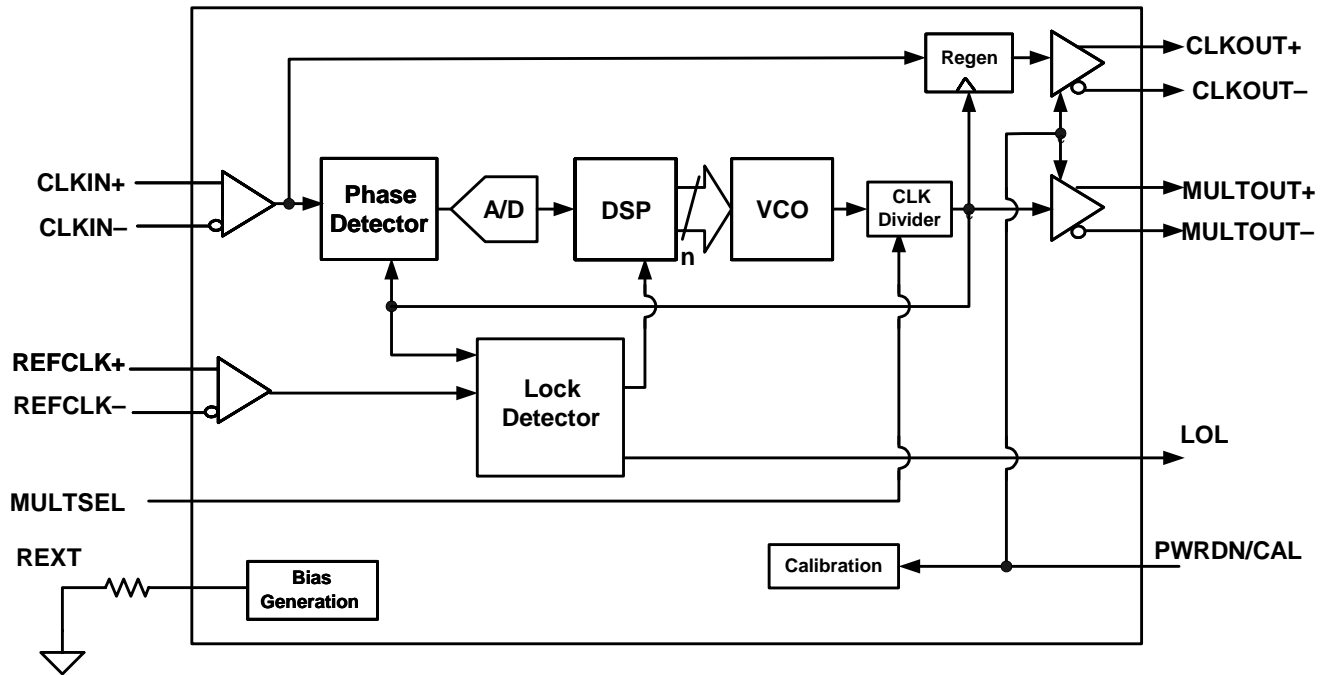 CLKOUT+
Regen
CLKOUT–
CLKIN+
CLKIN–
Phase
Detector
A/D
DSP
n
VCO
CLK
Divider
MULTOUT+
MULTOUT–
REFCLK+
REFCLK–
Lock
Detector
LOL
MULTSEL
REXT
Bias
Generation
Calibration
PWRDN/CAL